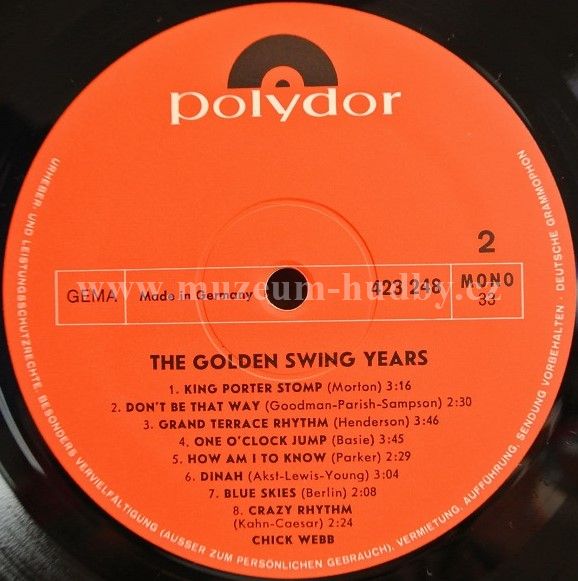 polydor
2
GEMA
Made in Germany
423 248
MONO
33
www.muzeum-hudby.cz
THE GOLDEN SWING YEARS
1. KING PORTER STOMP (Morton) 3:16
2. DON'T BE THAT WAY (Goodman-Parish-Sampson) 2:30
3. GRAND TERRACE RHYTHM (Henderson) 3:46
4. ONE O'CLOCK JUMP (Basie) 3:45
5. HOW AM I TO KNOW (Parker) 2:29
6. DINAH (Akst-Lewis-Young) 3:04
7. BLUE SKIES (Berlin) 2:08
8. CRAZY RHYTHM
(Kahn-Caesar) 2:24
CHICK WEBB
URHEBER- UND LEISTUNGSSCHUTZRECHTE BESONDERS VERVIELFÄLTIGUNG (AUSSER ZUM PERSÖNLICHEN GEBRAUCH), VERMIETUNG, AUFFÜHRUNG, SENDUNG VORBEHALTEN · DEUTSCHE GRAMMOPHON